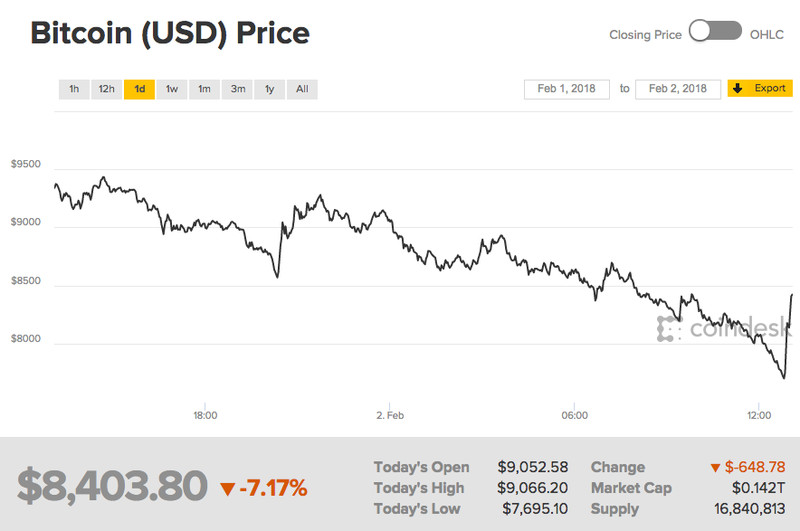 Bitcoin (USD) Price
Closing Price OHLC
1h 12h 1d 1w 1m 3m 1y All
Feb 1, 2018 to Feb 2, 2018 Export
$9500
$9000
$8500
$8000
coindesk
18:00 2. Feb 06:00 12:00
$8,403.80 ▼ -7.17%
Today's Open $9,052.58 Change ▼ $-648.78
Today's High $9,066.20 Market Cap $0.142T
Today's Low $7,695.10 Supply 16,840,813